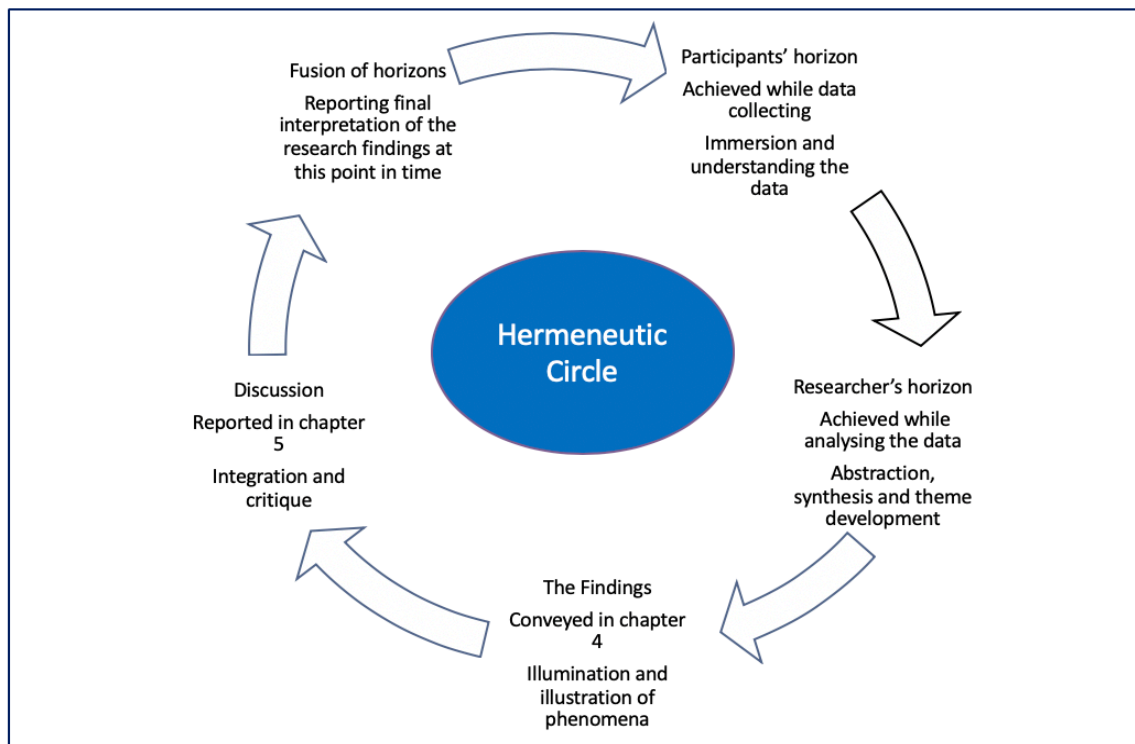 Fusion of horizons
Reporting final
interpretation of the
research findings at
this point in time
Participants’ horizon
Achieved while data
collecting
Immersion and
understanding the
data
Hermeneutic
Circle
Researcher’s horizon
Achieved while
analysing the data
Abstraction,
synthesis and theme
development
The Findings
Conveyed in chapter
4
Illumination and
illustration of
phenomena
Discussion
Reported in chapter
5
Integration and
critique